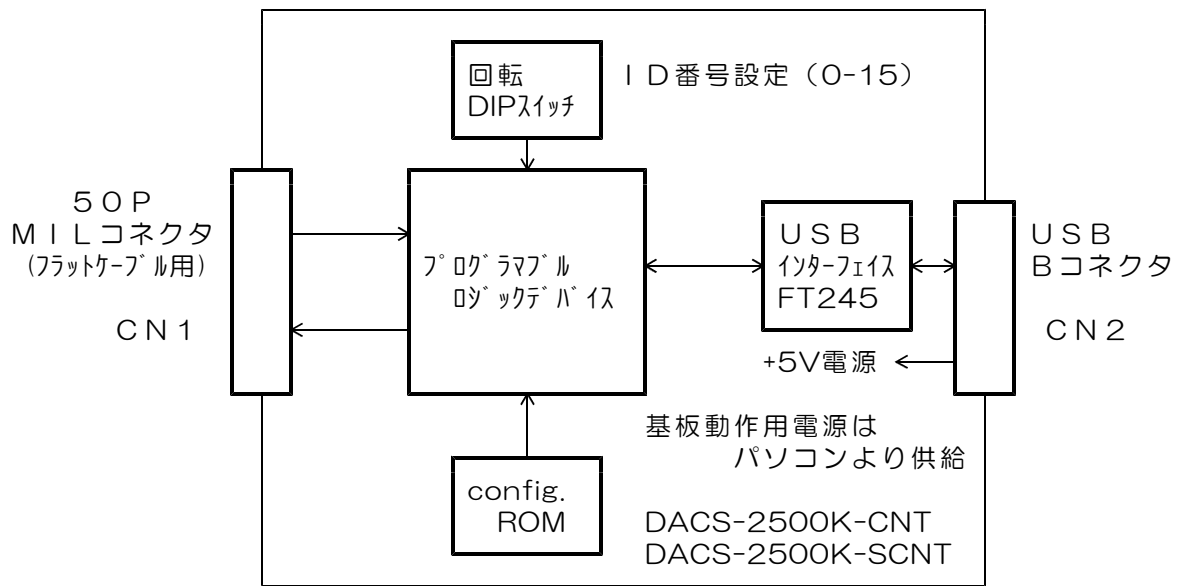 回転
DIPｽｲｯﾁ
ＩＤ番号設定（0-15）
５０Ｐ
ＭＩＬコネクタ
(ﾌﾗｯﾄｹｰﾌﾞﾙ用)
ＣＮ１
ﾌﾟﾛｸﾞﾗﾏﾌﾞﾙ
ﾛｼﾞｯｸﾃﾞﾊﾞｲｽ
ＵＳＢ
ｲﾝﾀｰﾌｪｲｽ
FT245
ＵＳＢ
Ｂコネクタ
ＣＮ２
+5V電源
基板動作用電源は
パソコンより供給
config.
ROM
DACS-2500K-CNT
DACS-2500K-SCNT